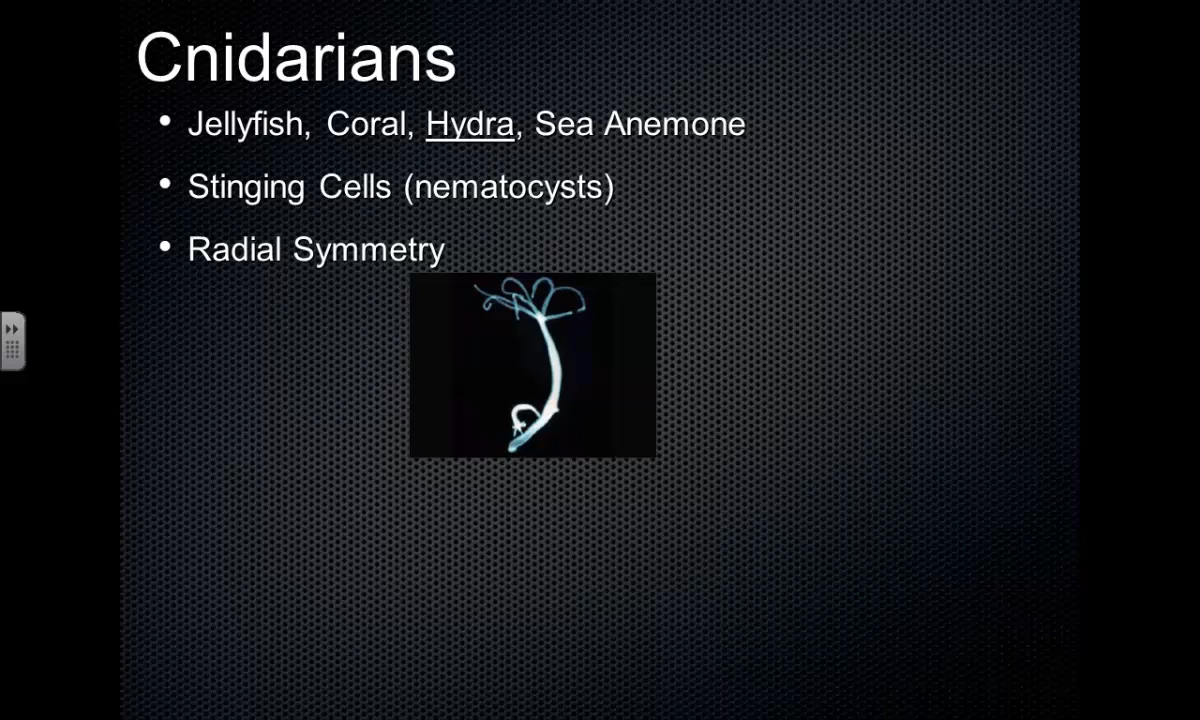 Cnidarians
• Jellyfish, Coral, Hydra, Sea Anemone
• Stinging Cells (nematocysts)
• Radial Symmetry